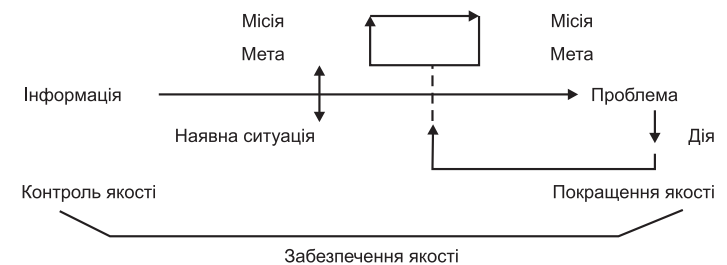 Місія
Місія
Мета
Мета
Інформація
Проблема
Наявна ситуація
Дія
Контроль якості
Покращення якості
Забезпечення якості